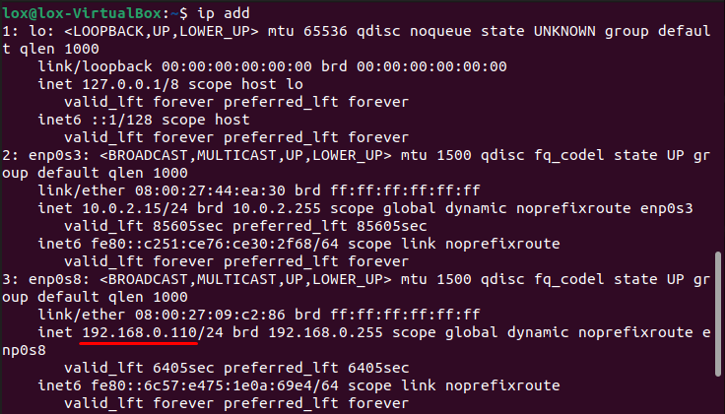 lox@lox-VirtualBox:~$ ip add
1: lo: <LOOPBACK,UP,LOWER_UP> mtu 65536 qdisc noqueue state UNKNOWN group defaul
t qlen 1000
    link/loopback 00:00:00:00:00:00 brd 00:00:00:00:00:00
    inet 127.0.0.1/8 scope host lo
       valid_lft forever preferred_lft forever
    inet6 ::1/128 scope host
       valid_lft forever preferred_lft forever
2: enp0s3: <BROADCAST,MULTICAST,UP,LOWER_UP> mtu 1500 qdisc fq_codel state UP gr
oup default qlen 1000
    link/ether 08:00:27:44:ea:30 brd ff:ff:ff:ff:ff:ff
    inet 10.0.2.15/24 brd 10.0.2.255 scope global dynamic noprefixroute enp0s3
       valid_lft 85605sec preferred_lft 85605sec
    inet6 fe80::c251:ce76:ce30:2f68/64 scope link noprefixroute
       valid_lft forever preferred_lft forever
3: enp0s8: <BROADCAST,MULTICAST,UP,LOWER_UP> mtu 1500 qdisc fq_codel state UP gr
oup default qlen 1000
    link/ether 08:00:27:09:c2:86 brd ff:ff:ff:ff:ff:ff
    inet 192.168.0.110/24 brd 192.168.0.255 scope global dynamic noprefixroute e
np0s8
       valid_lft 6405sec preferred_lft 6405sec
    inet6 fe80::6c57:e475:1e0a:69e4/64 scope link noprefixroute
       valid_lft forever preferred_lft forever